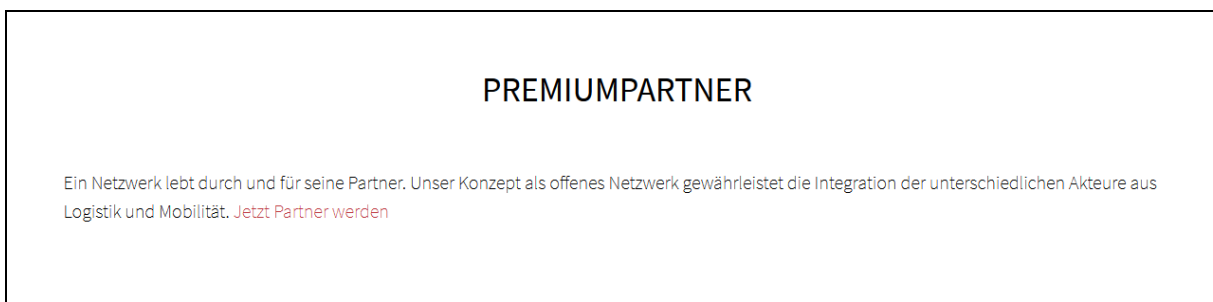 PREMIUMPARTNER
Ein Netzwerk lebt durch und für seine Partner. Unser Konzept als offenes Netzwerk gewährleistet die Integration der unterschiedlichen Akteure aus
Logistik und Mobilität. Jetzt Partner werden